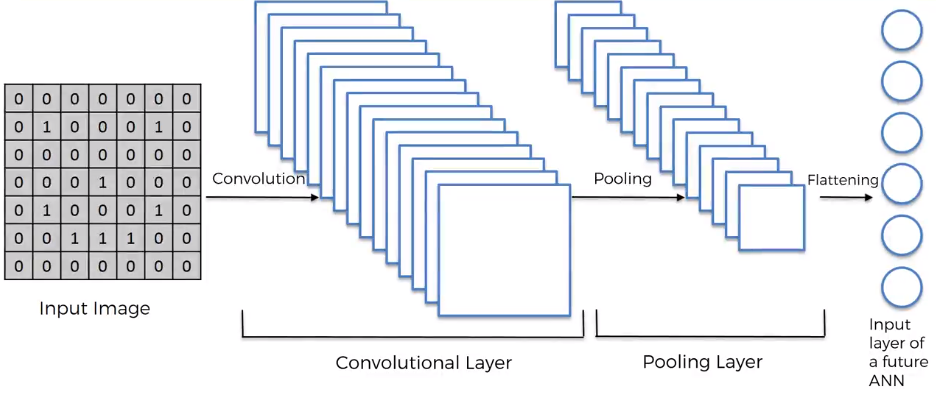 0 0 0 0 0 0 0
0 1 0 0 0 1 0
0 0 0 0 0 0 0
0 0 0 1 0 0 0
0 1 0 0 0 1 0
0 0 1 1 1 0 0
0 0 0 0 0 0 0
Input Image
Convolution
Convolutional Layer
Pooling
Pooling Layer
Flattening
Input
layer of
a future
ANN